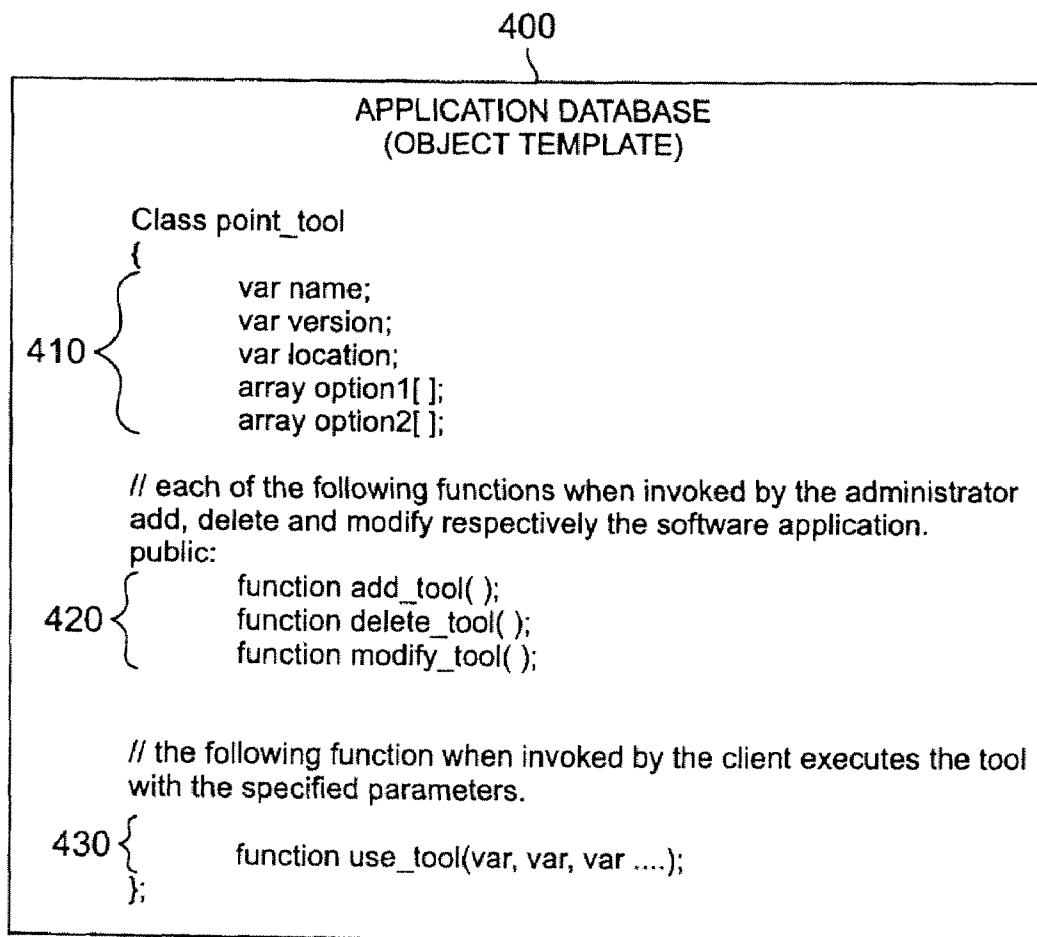 400
APPLICATION DATABASE
(OBJECT TEMPLATE)
Class point_tool
{
var name;
var version;
410
var location;
array option1[ ];
array option2[ ];
// each of the following functions when invoked by the administrator
add, delete and modify respectively the software application.
public:
function add_tool( );
420
function delete_tool( );
function modify_tool( );
// the following function when invoked by the client executes the tool
with the specified parameters.
430
function use_tool(var, var, var ....);
};